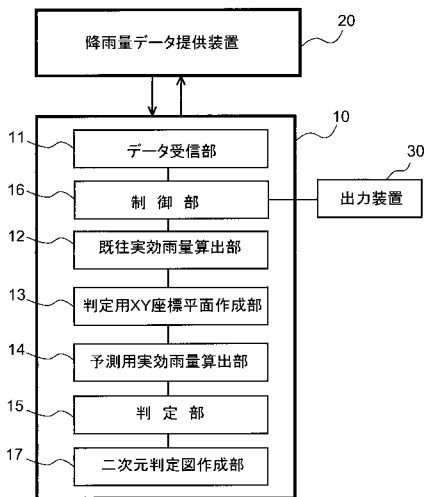 20
降雨量データ提供装置
10
11
データ受信部
30
16
制御部
出力装置
12
既往実効雨量算出部
13
判定用XY座標平面作成部
14
予測用実効雨量算出部
15
判定部
17
二次元判定図作成部